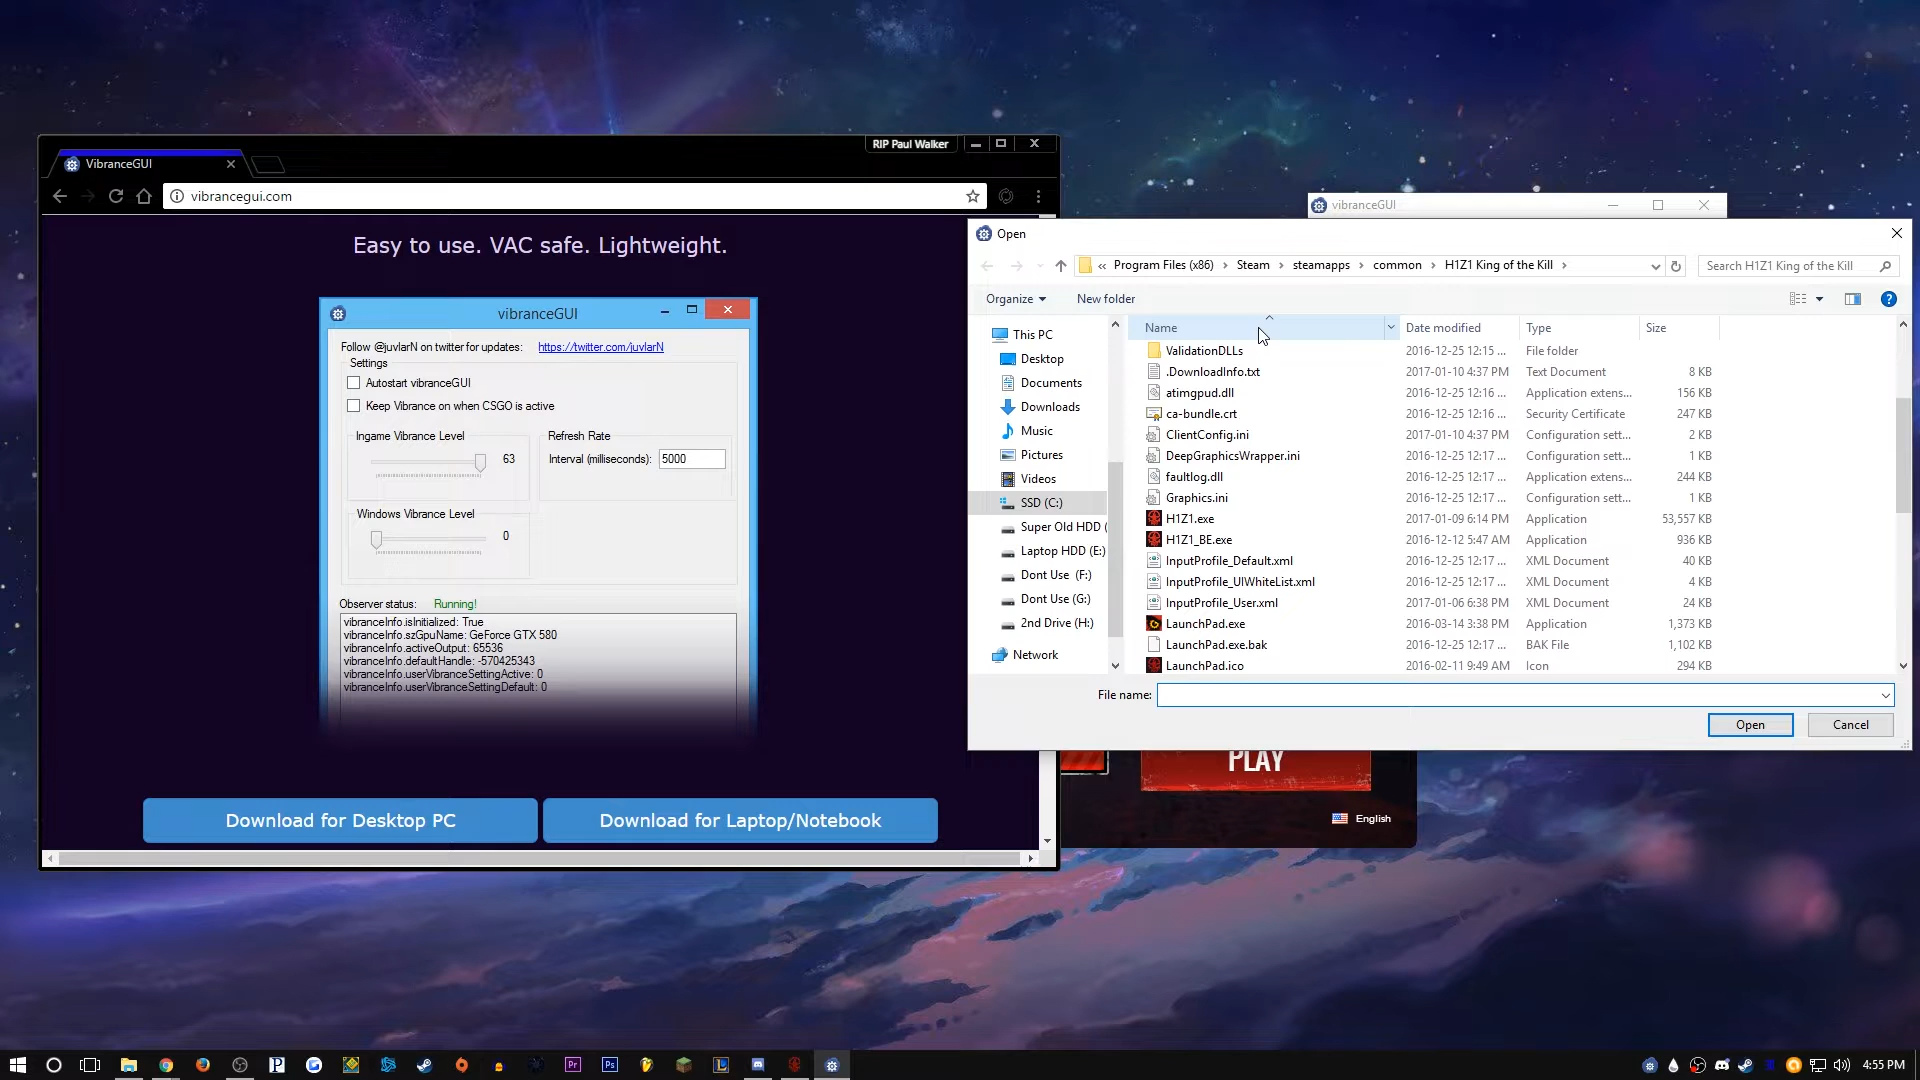 RIP Paul Walker
VibranceGUI
vibrancegui.com
Easy to use. VAC safe. Lightweight.
vibranceGUI
Follow @juvlarN on twitter for updates: https://twitter.com/juvlarN
Settings
Autostart vibranceGUI
Keep Vibrance on when CSGO is active
Ingame Vibrance Level
63
Refresh Rate
Interval (milliseconds): 5000
Windows Vibrance Level
0
Observer status: Running!
vibranceInfo.isInitialized: True
vibranceInfo.szGpuName: GeForce GTX 580
vibranceInfo.activeOutput: 65536
vibranceInfo.defaultHandle: -570425343
vibranceInfo.userVibranceSettingActive: 0
vibranceInfo.userVibranceSettingDefault: 0
Download for Desktop PC
Download for Laptop/Notebook
vibranceGUI
Open
« Program Files (x86) › Steam › steamapps › common › H1Z1 King of the Kill ›
Search H1Z1 King of the Kill
Organize
New folder
This PC
Desktop
Documents
Downloads
Music
Pictures
Videos
SSD (C:)
Super Old HDD (
Laptop HDD (E:)
Dont Use (F:)
Dont Use (G:)
2nd Drive (H:)
Network
Name Date modified Type Size
ValidationDLLs 2016-12-25 12:15 ... File folder
.DownloadInfo.txt 2017-01-10 4:37 PM Text Document 8 KB
atimgpud.dll 2016-12-25 12:16 ... Application extens... 156 KB
ca-bundle.crt 2016-12-25 12:16 ... Security Certificate 247 KB
ClientConfig.ini 2017-01-10 4:37 PM Configuration sett... 2 KB
DeepGraphicsWrapper.ini 2016-12-25 12:17 ... Configuration sett... 1 KB
faultlog.dll 2016-12-25 12:17 ... Application extens... 244 KB
Graphics.ini 2016-12-25 12:17 ... Configuration sett... 1 KB
H1Z1.exe 2017-01-09 6:14 PM Application 53,557 KB
H1Z1_BE.exe 2016-12-12 5:47 AM Application 936 KB
InputProfile_Default.xml 2016-12-25 12:17 ... XML Document 40 KB
InputProfile_UIWhiteList.xml 2016-12-25 12:17 ... XML Document 4 KB
InputProfile_User.xml 2017-01-06 6:38 PM XML Document 24 KB
LaunchPad.exe 2016-03-14 3:38 PM Application 1,373 KB
LaunchPad.exe.bak 2016-12-25 12:17 ... BAK File 1,102 KB
LaunchPad.ico 2016-02-11 9:49 AM Icon 294 KB
File name:
Open
Cancel
PLAY
English
Pr
Ps
4:55 PM